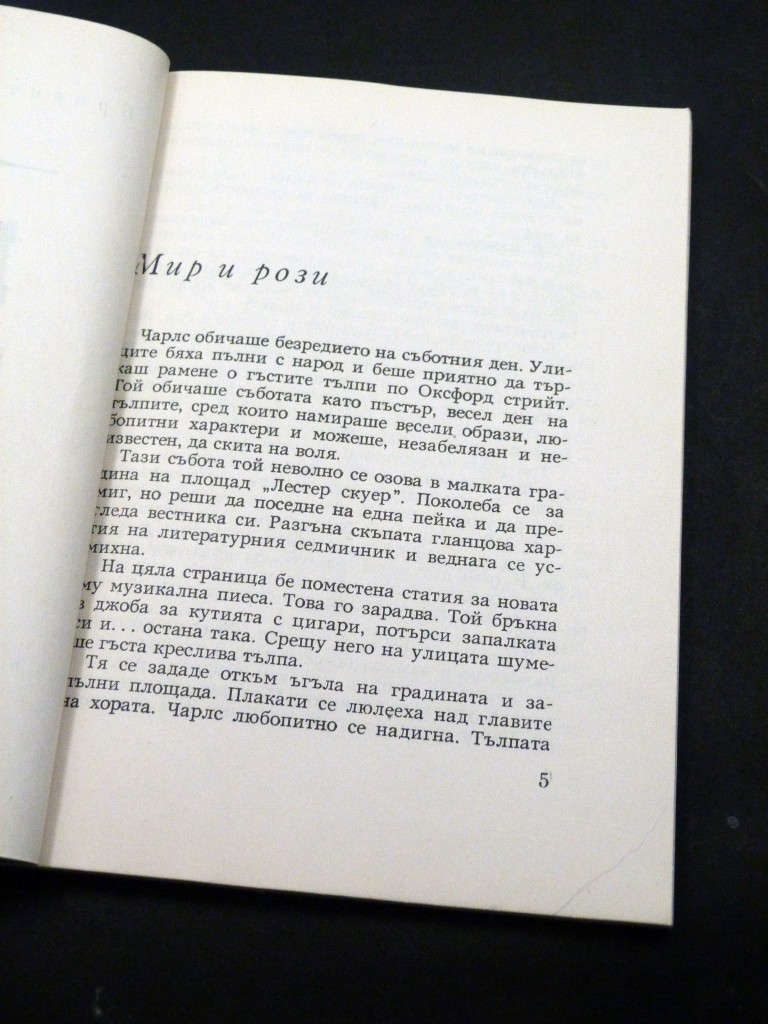 Мир и рози
Чарлс обичаше безредието на съботния ден. Ули-
ците бяха пълни с народ и беше приятно да тър-
каш рамене о гъстите тълпи по Оксфорд стрийт.
Той обичаше съботата като пъстър, весел ден на
тълпите, сред които намираше весели образи, лю-
бопитни характери и можеше, незабелязан и не-
известен, да скита на воля.
Тази събота той неволно се озова в малката гра-
дина на площад „Лестер скуер”. Поколеба се за
миг, но реши да поседне на една пейка и да пре-
гледа вестника си. Разгъна скъпата гланцова хар-
тия на литературния седмичник и веднага се ус-
михна.
На цяла страница бе поместена статия за новата
му музикална пиеса. Това го зарадва. Той бръкна
в джоба за кутията с цигари, потърси запалката
си и... остана така. Срещу него на улицата шуме-
ше гъста креслива тълпа.
Тя се зададе откъм ъгъла на градината и за-
пълни площада. Плакати се люлееха над главите
на хората. Чарлс любопитно се надигна. Тълпата
5